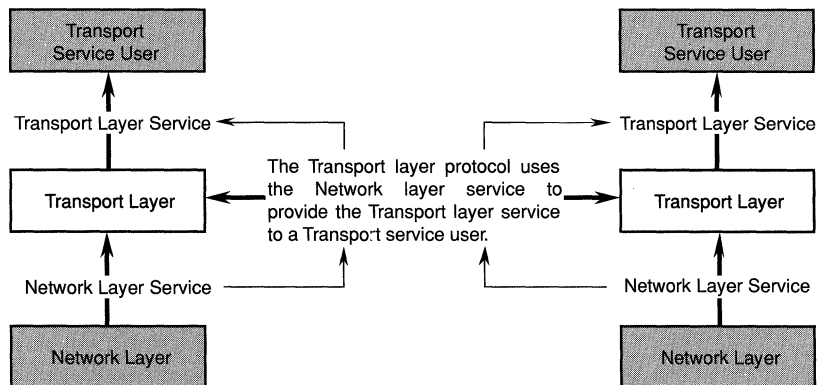 Transport
Service User
Transport
Service User
Transport Layer Service
Transport Layer Service
The Transport layer protocol uses
the Network layer service to
provide the Transport layer service
to a Transport service user.
Transport Layer
Transport Layer
Network Layer Service
Network Layer Service
Network Layer
Network Layer